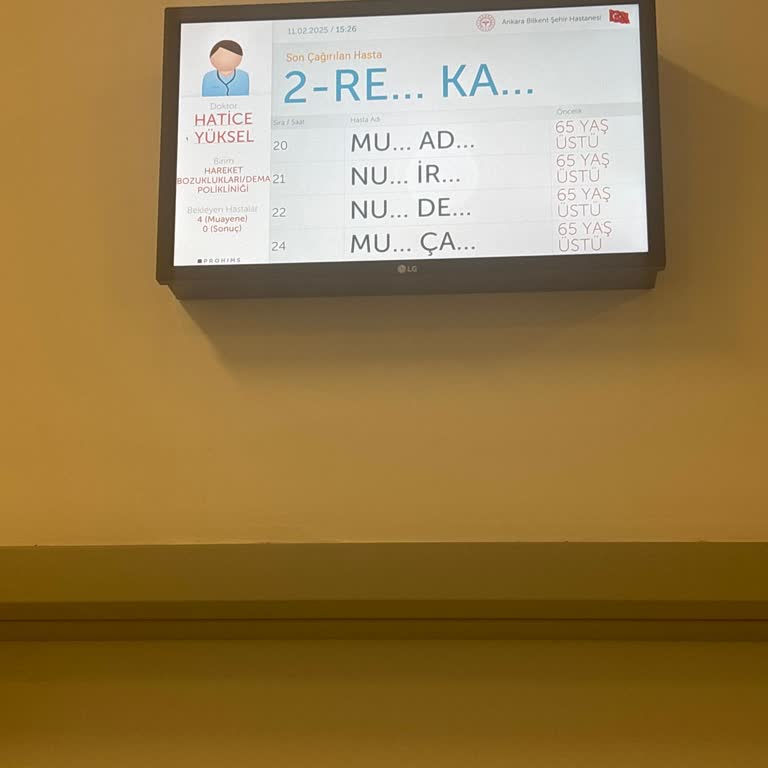 11.02.2025 / 15:26
Ankara Bilkent Şehir Hastanesi
Son Çağırılan Hasta
2-RE... KA...
Doktor
HATİCE
YÜKSEL
Birim
HAREKET
BOZUKLUKLARI/DEMA
POLİKLİNİĞİ
Bekleyen Hastalar
4 (Muayene)
0 (Sonuç)
PROHIMS
Sıra / Saat Hasta Adı Öncelik
20 MU... AD... 65 YAŞ ÜSTÜ
21 NU... İR... 65 YAŞ ÜSTÜ
22 NU... DE... 65 YAŞ ÜSTÜ
24 MU... ÇA... 65 YAŞ ÜSTÜ
LG